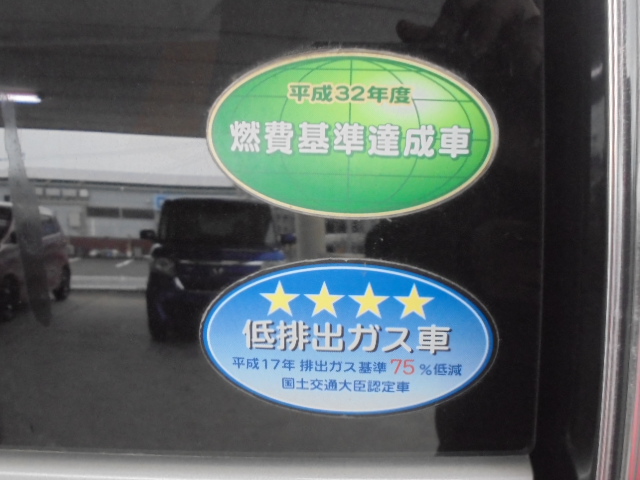 平成32年度
燃費基準達成車
低排出ガス車
平成17年 排出ガス基準 75%低減
国土交通大臣認定車